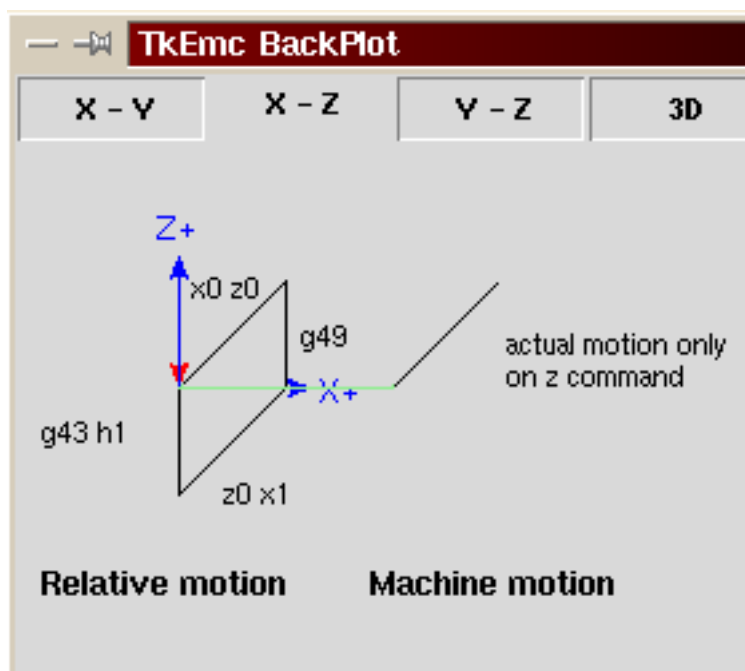 TkEmc BackPlot
X - Y
X - Z
Y - Z
3D
Z+
x0 z0
g49
actual motion only
on z command
X+
g43 h1
z0 x1
Relative motion
Machine motion